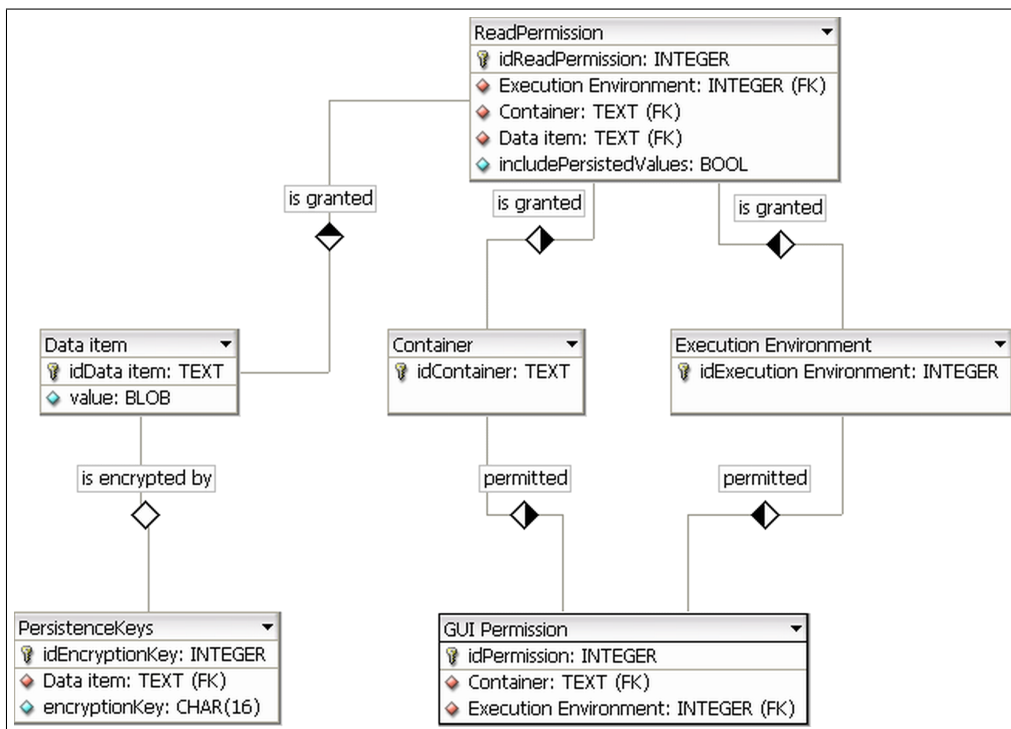 ReadPermission
idReadPermission: INTEGER
Execution Environment: INTEGER (FK)
Container: TEXT (FK)
Data item: TEXT (FK)
includePersistedValues: BOOL
is granted
is granted
is granted
Data item
idData item: TEXT
value: BLOB
Container
idContainer: TEXT
Execution Environment
idExecution Environment: INTEGER
is encrypted by
permitted
permitted
PersistenceKeys
idEncryptionKey: INTEGER
Data item: TEXT (FK)
encryptionKey: CHAR(16)
GUI Permission
idPermission: INTEGER
Container: TEXT (FK)
Execution Environment: INTEGER (FK)